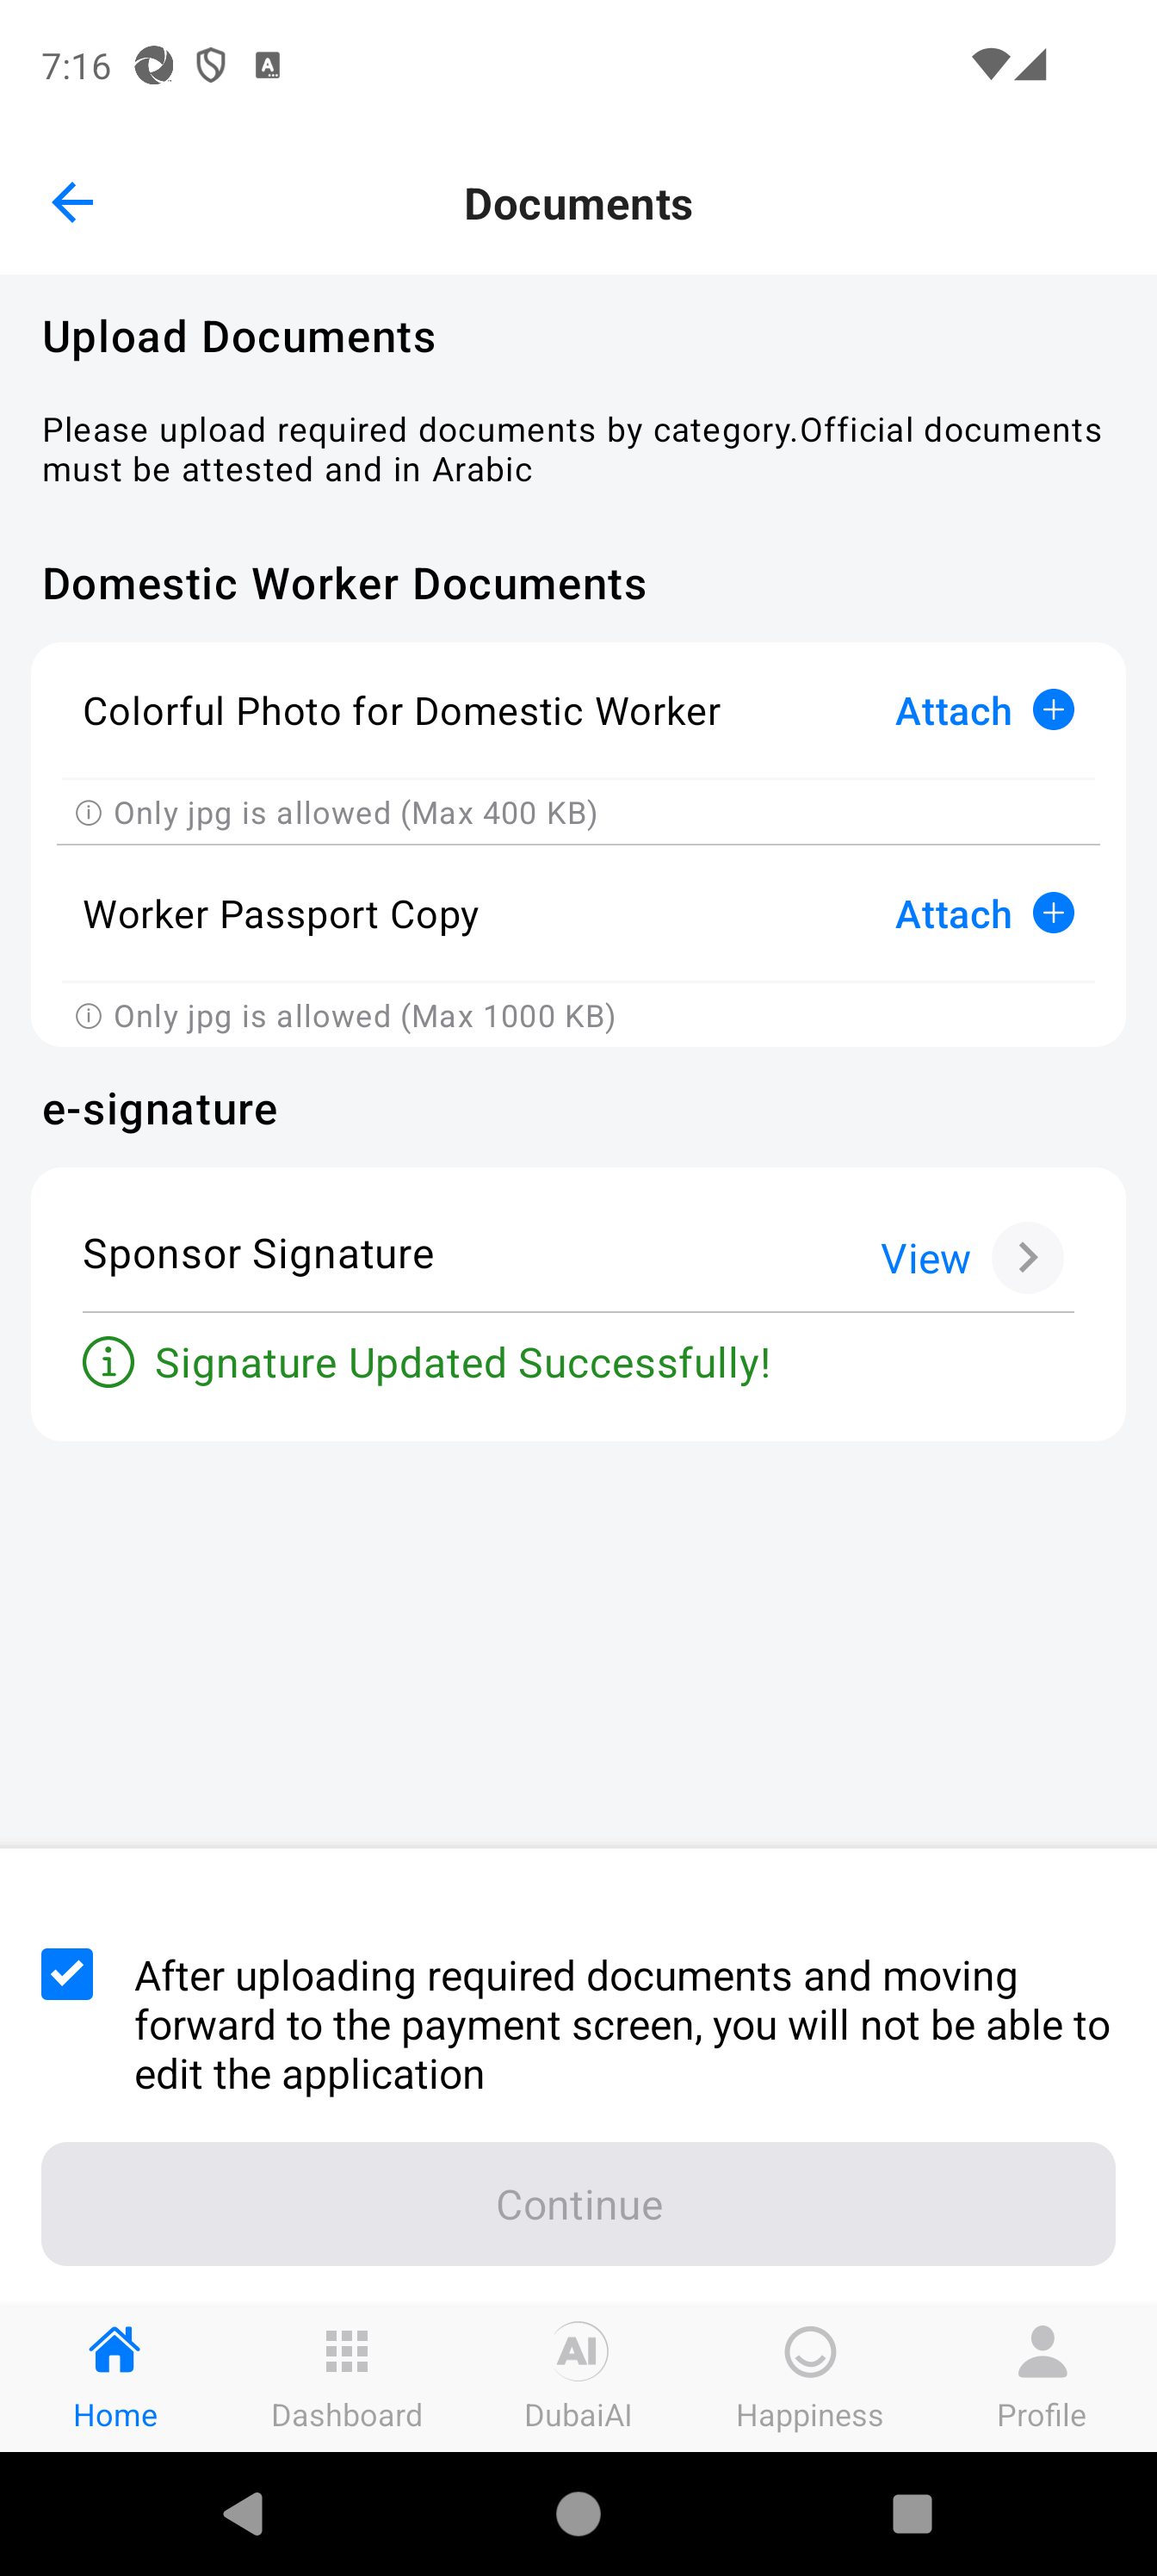 7:16
Documents
Upload Documents
Please upload required documents by category.Official documents
must be attested and in Arabic
Domestic Worker Documents
Colorful Photo for Domestic Worker Attach
Only jpg is allowed (Max 400 KB)
Worker Passport Copy Attach
Only jpg is allowed (Max 1000 KB)
e-signature
Sponsor Signature View
Signature Updated Successfully!
After uploading required documents and moving
forward to the payment screen, you will not be able to
edit the application
Continue
AI
Home Dashboard DubaiAI Happiness Profile